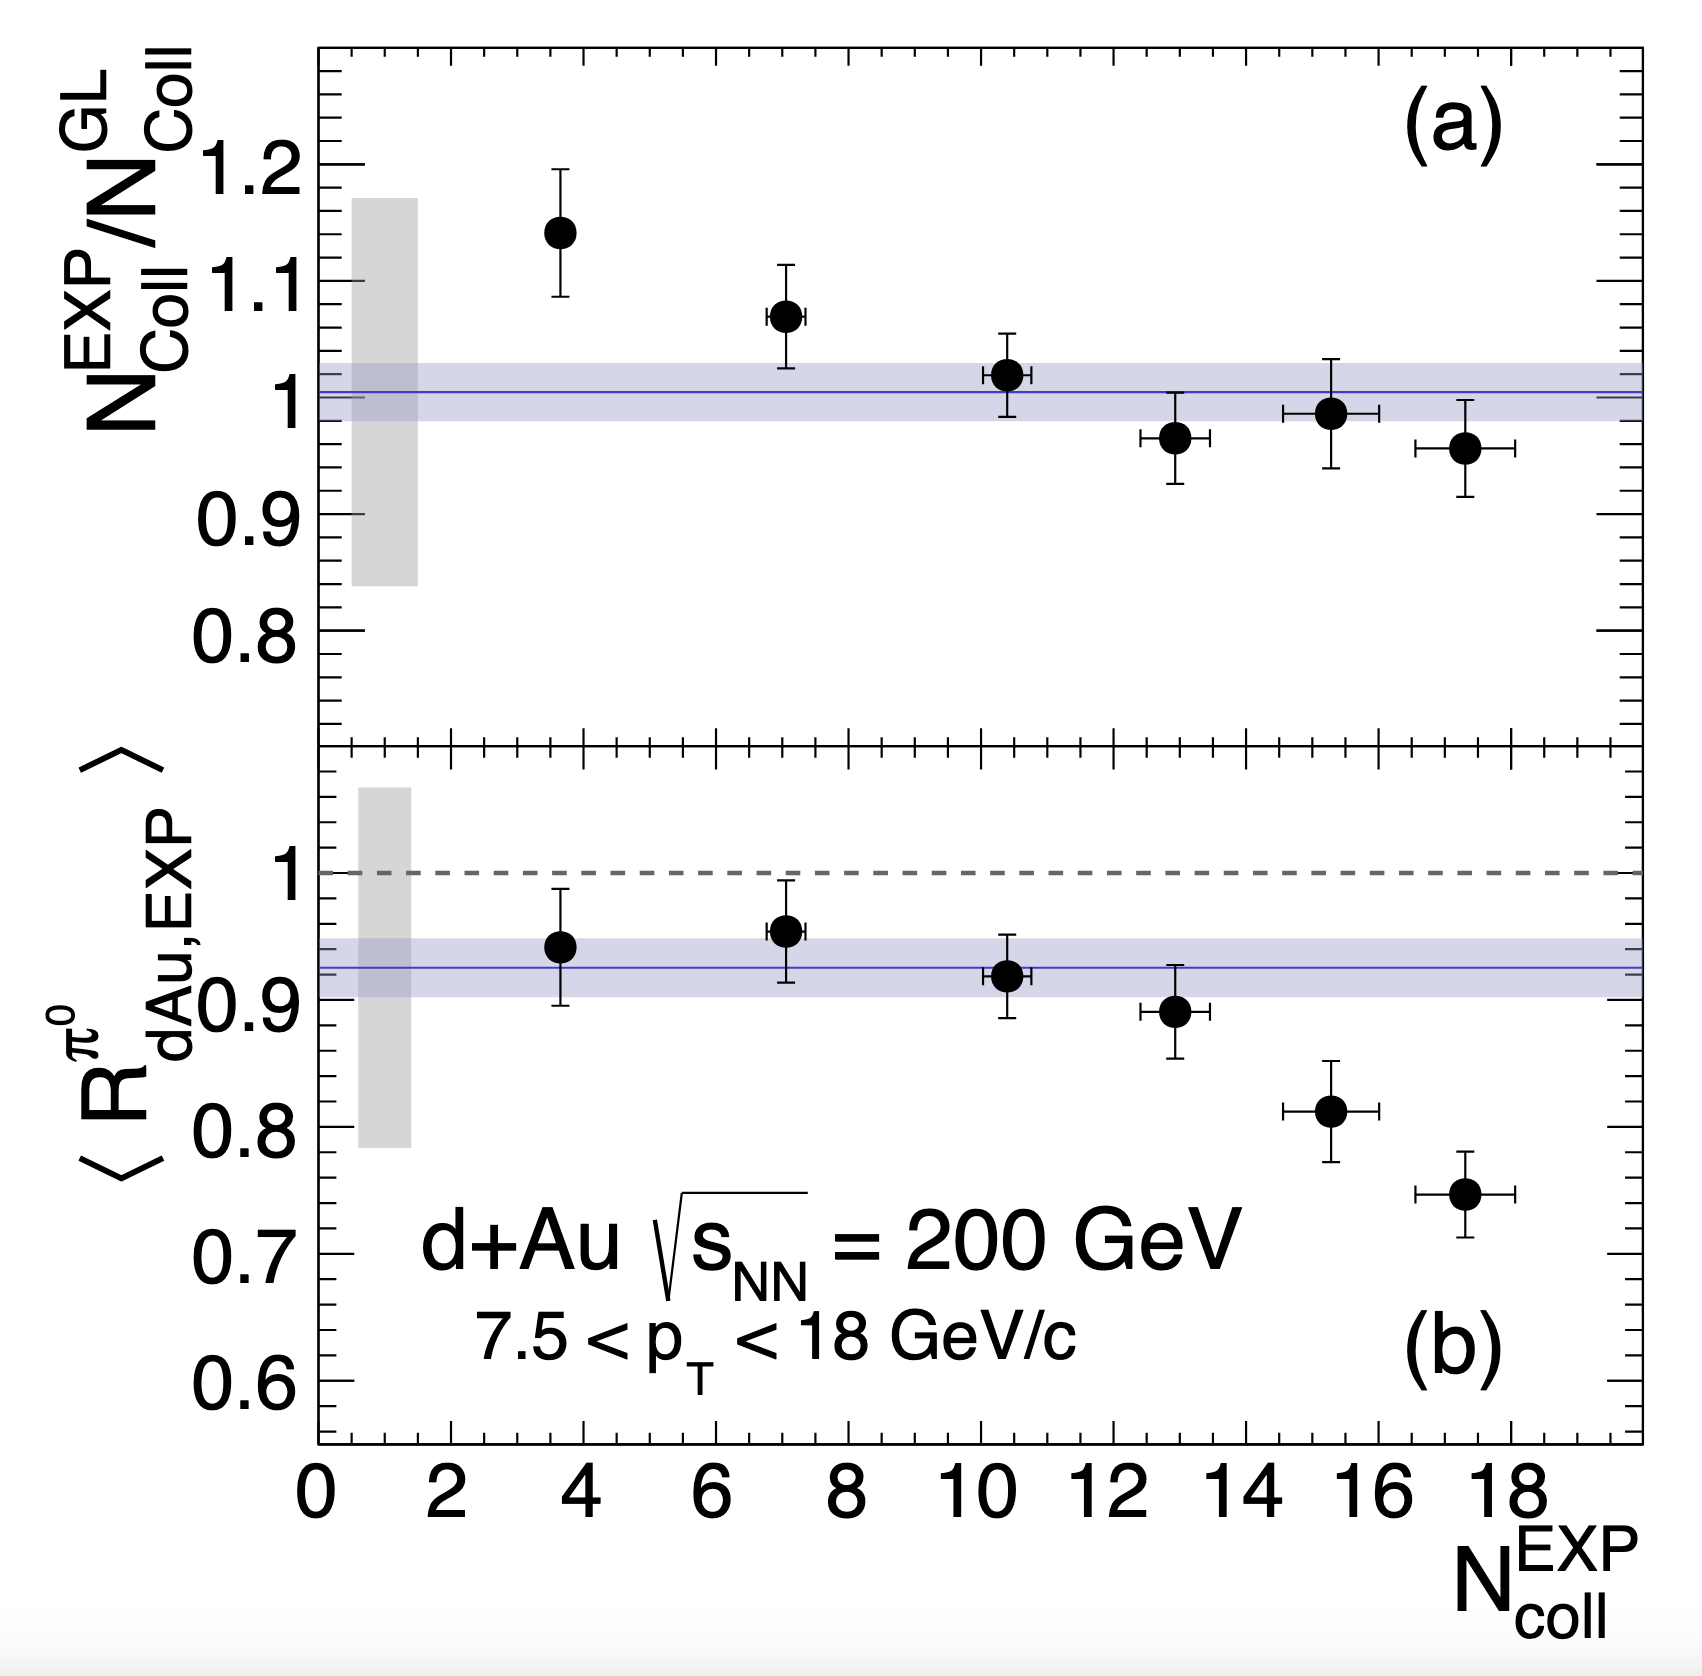 N^EXP_Coll/N^GL_Coll
(a)
1.2
1.1
1
0.9
0.8
⟨ R^π⁰_dAu,EXP ⟩
1
0.9
0.8
0.7
0.6
d+Au √s_NN = 200 GeV
7.5 < p_T < 18 GeV/c
(b)
0 2 4 6 8 10 12 14 16 18
N^EXP_coll